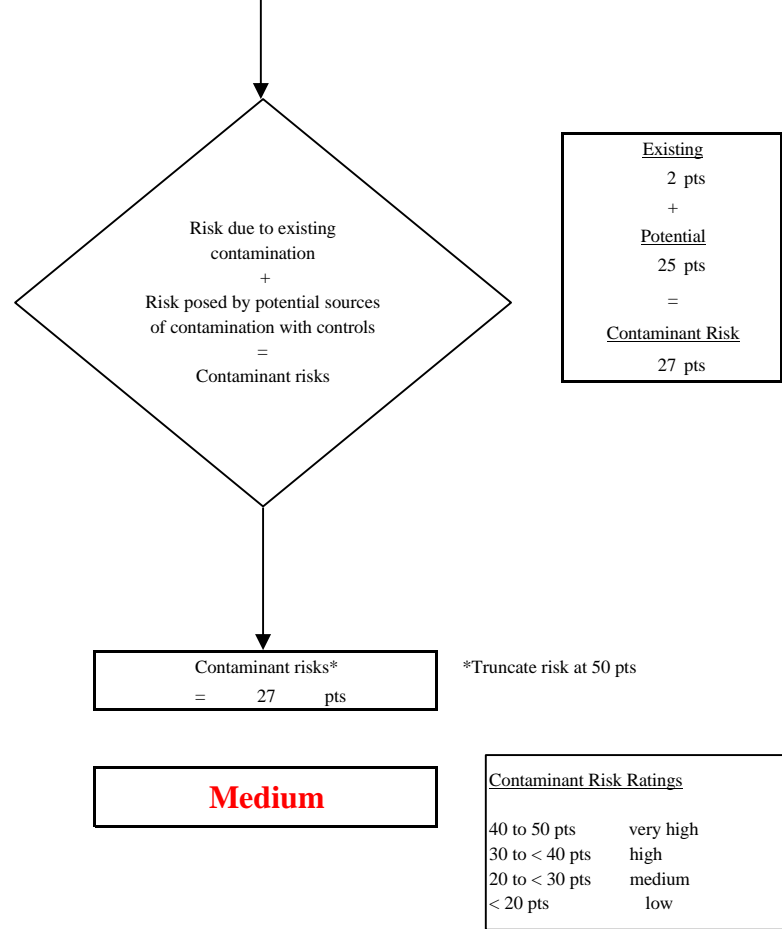 Risk due to existing
contamination
+
Risk posed by potential sources
of contamination with controls
=
Contaminant risks
Existing
2 pts
+
Potential
25 pts
=
Contaminant Risk
27 pts
Contaminant risks*
= 27 pts
*Truncate risk at 50 pts
Medium
Contaminant Risk Ratings
40 to 50 pts very high
30 to < 40 pts high
20 to < 30 pts medium
< 20 pts low